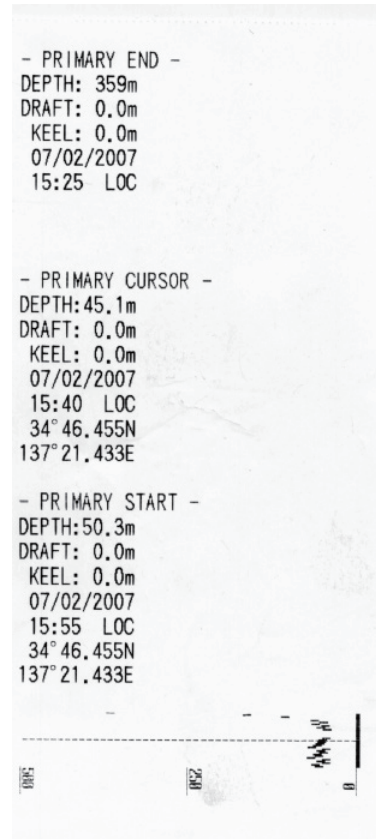 - PRIMARY END -
DEPTH: 359m
DRAFT: 0.0m
KEEL: 0.0m
07/02/2007
15:25 LOC
- PRIMARY CURSOR -
DEPTH:45.1m
DRAFT: 0.0m
KEEL: 0.0m
07/02/2007
15:40 LOC
34°46.455N
137°21.433E
- PRIMARY START -
DEPTH:50.3m
DRAFT: 0.0m
KEEL: 0.0m
07/02/2007
15:55 LOC
34°46.455N
137°21.433E
500
250
0